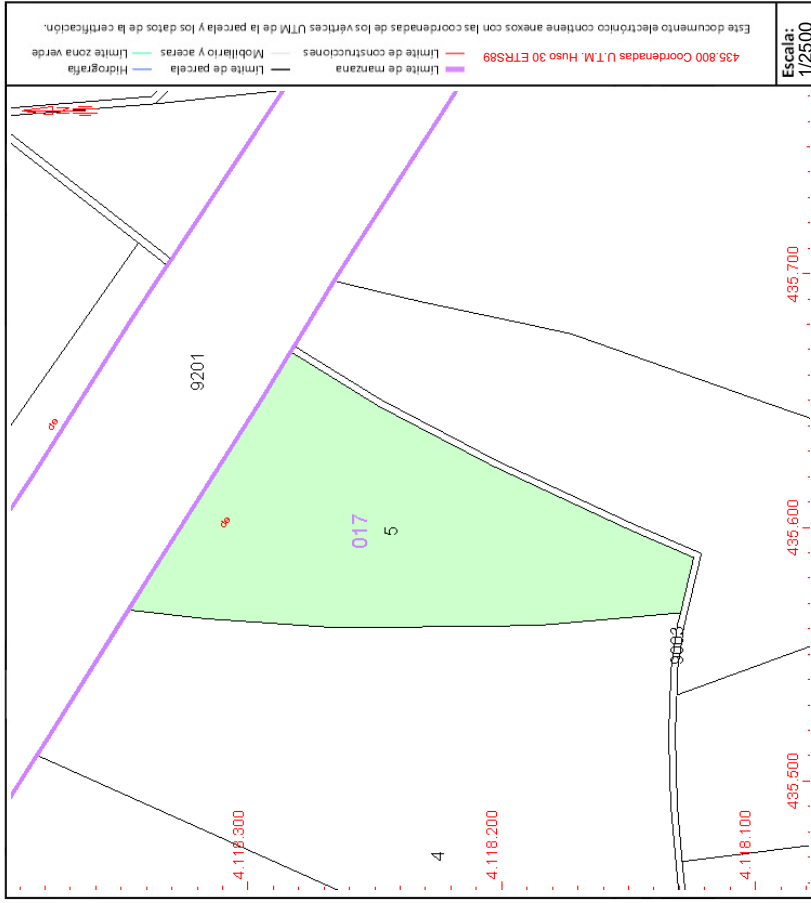 Este documento electrónico contiene anexos con las coordenadas de los vértices UTM de la parcela y los datos de la certificación.
435.800 Coordenadas U.T.M. Huso 30 ETRS89
Límite de manzana
Límite de construcciones
Límite de parcela
Mobiliario y aceras
Hidrografía
Límite zona verde
Escala:
1/2500
9201
de
de
017
5
9003
4
435.700
435.600
435.500
4.118.300
4.118.200
4.118.100